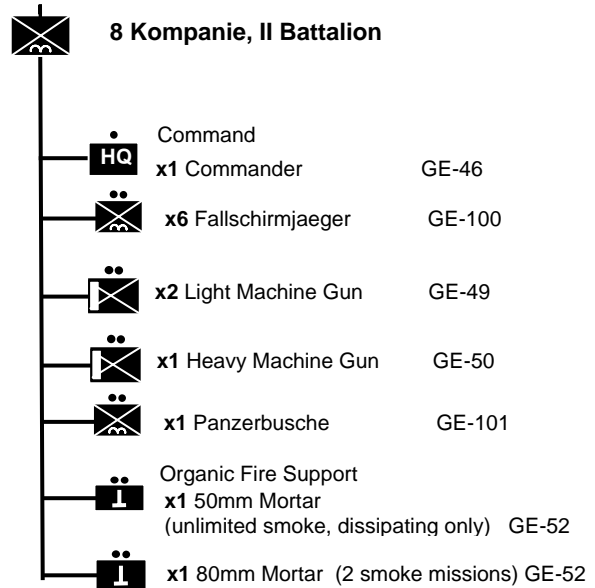 8 Kompanie, II Battalion
Command
HQ
x1 Commander GE-46
x6 Fallschirmjaeger GE-100
x2 Light Machine Gun GE-49
x1 Heavy Machine Gun GE-50
x1 Panzerbusche GE-101
Organic Fire Support
x1 50mm Mortar
(unlimited smoke, dissipating only) GE-52
x1 80mm Mortar (2 smoke missions) GE-52